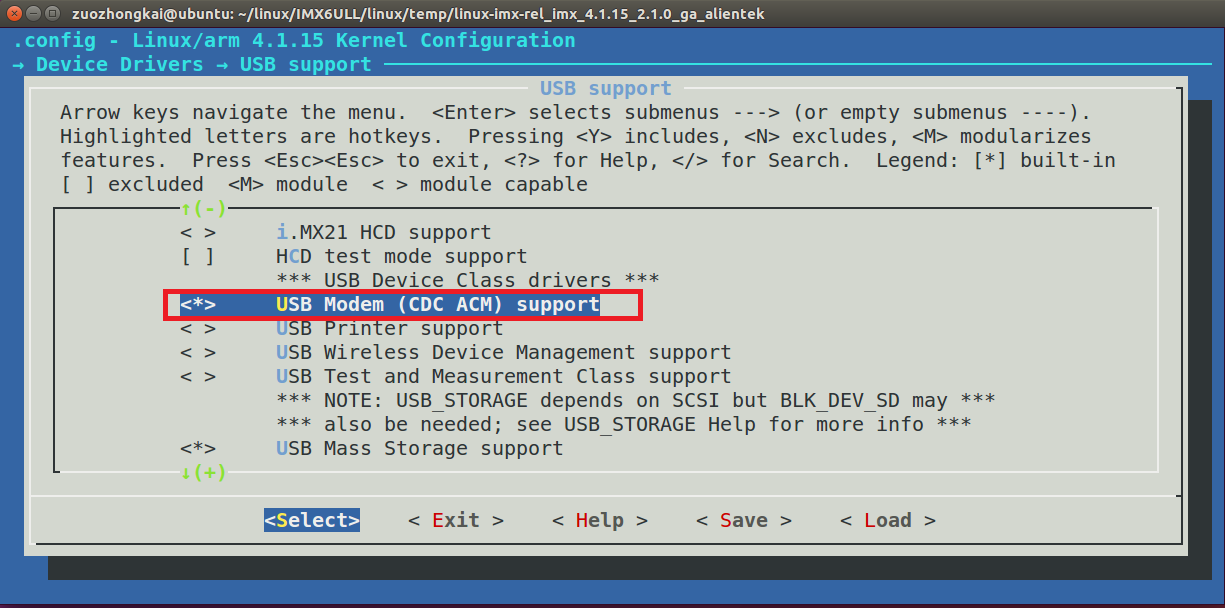 zuozhongkai@ubuntu: ~/linux/IMX6ULL/linux/temp/linux-imx-rel_imx_4.1.15_2.1.0_ga_alientek
.config - Linux/arm 4.1.15 Kernel Configuration
→ Device Drivers → USB support
USB support
Arrow keys navigate the menu.  <Enter> selects submenus ---> (or empty submenus ----).
Highlighted letters are hotkeys.  Pressing <Y> includes, <N> excludes, <M> modularizes
features.  Press <Esc><Esc> to exit, <?> for Help, </> for Search.  Legend: [*] built-in
[ ] excluded  <M> module  < > module capable
↑(-)
< >     i.MX21 HCD support
[ ]     HCD test mode support
*** USB Device Class drivers ***
<*>     USB Modem (CDC ACM) support
< >     USB Printer support
< >     USB Wireless Device Management support
< >     USB Test and Measurement Class support
*** NOTE: USB_STORAGE depends on SCSI but BLK_DEV_SD may ***
*** also be needed; see USB_STORAGE Help for more info ***
<*>     USB Mass Storage support
↓(+)
<Select>    < Exit >    < Help >    < Save >    < Load >